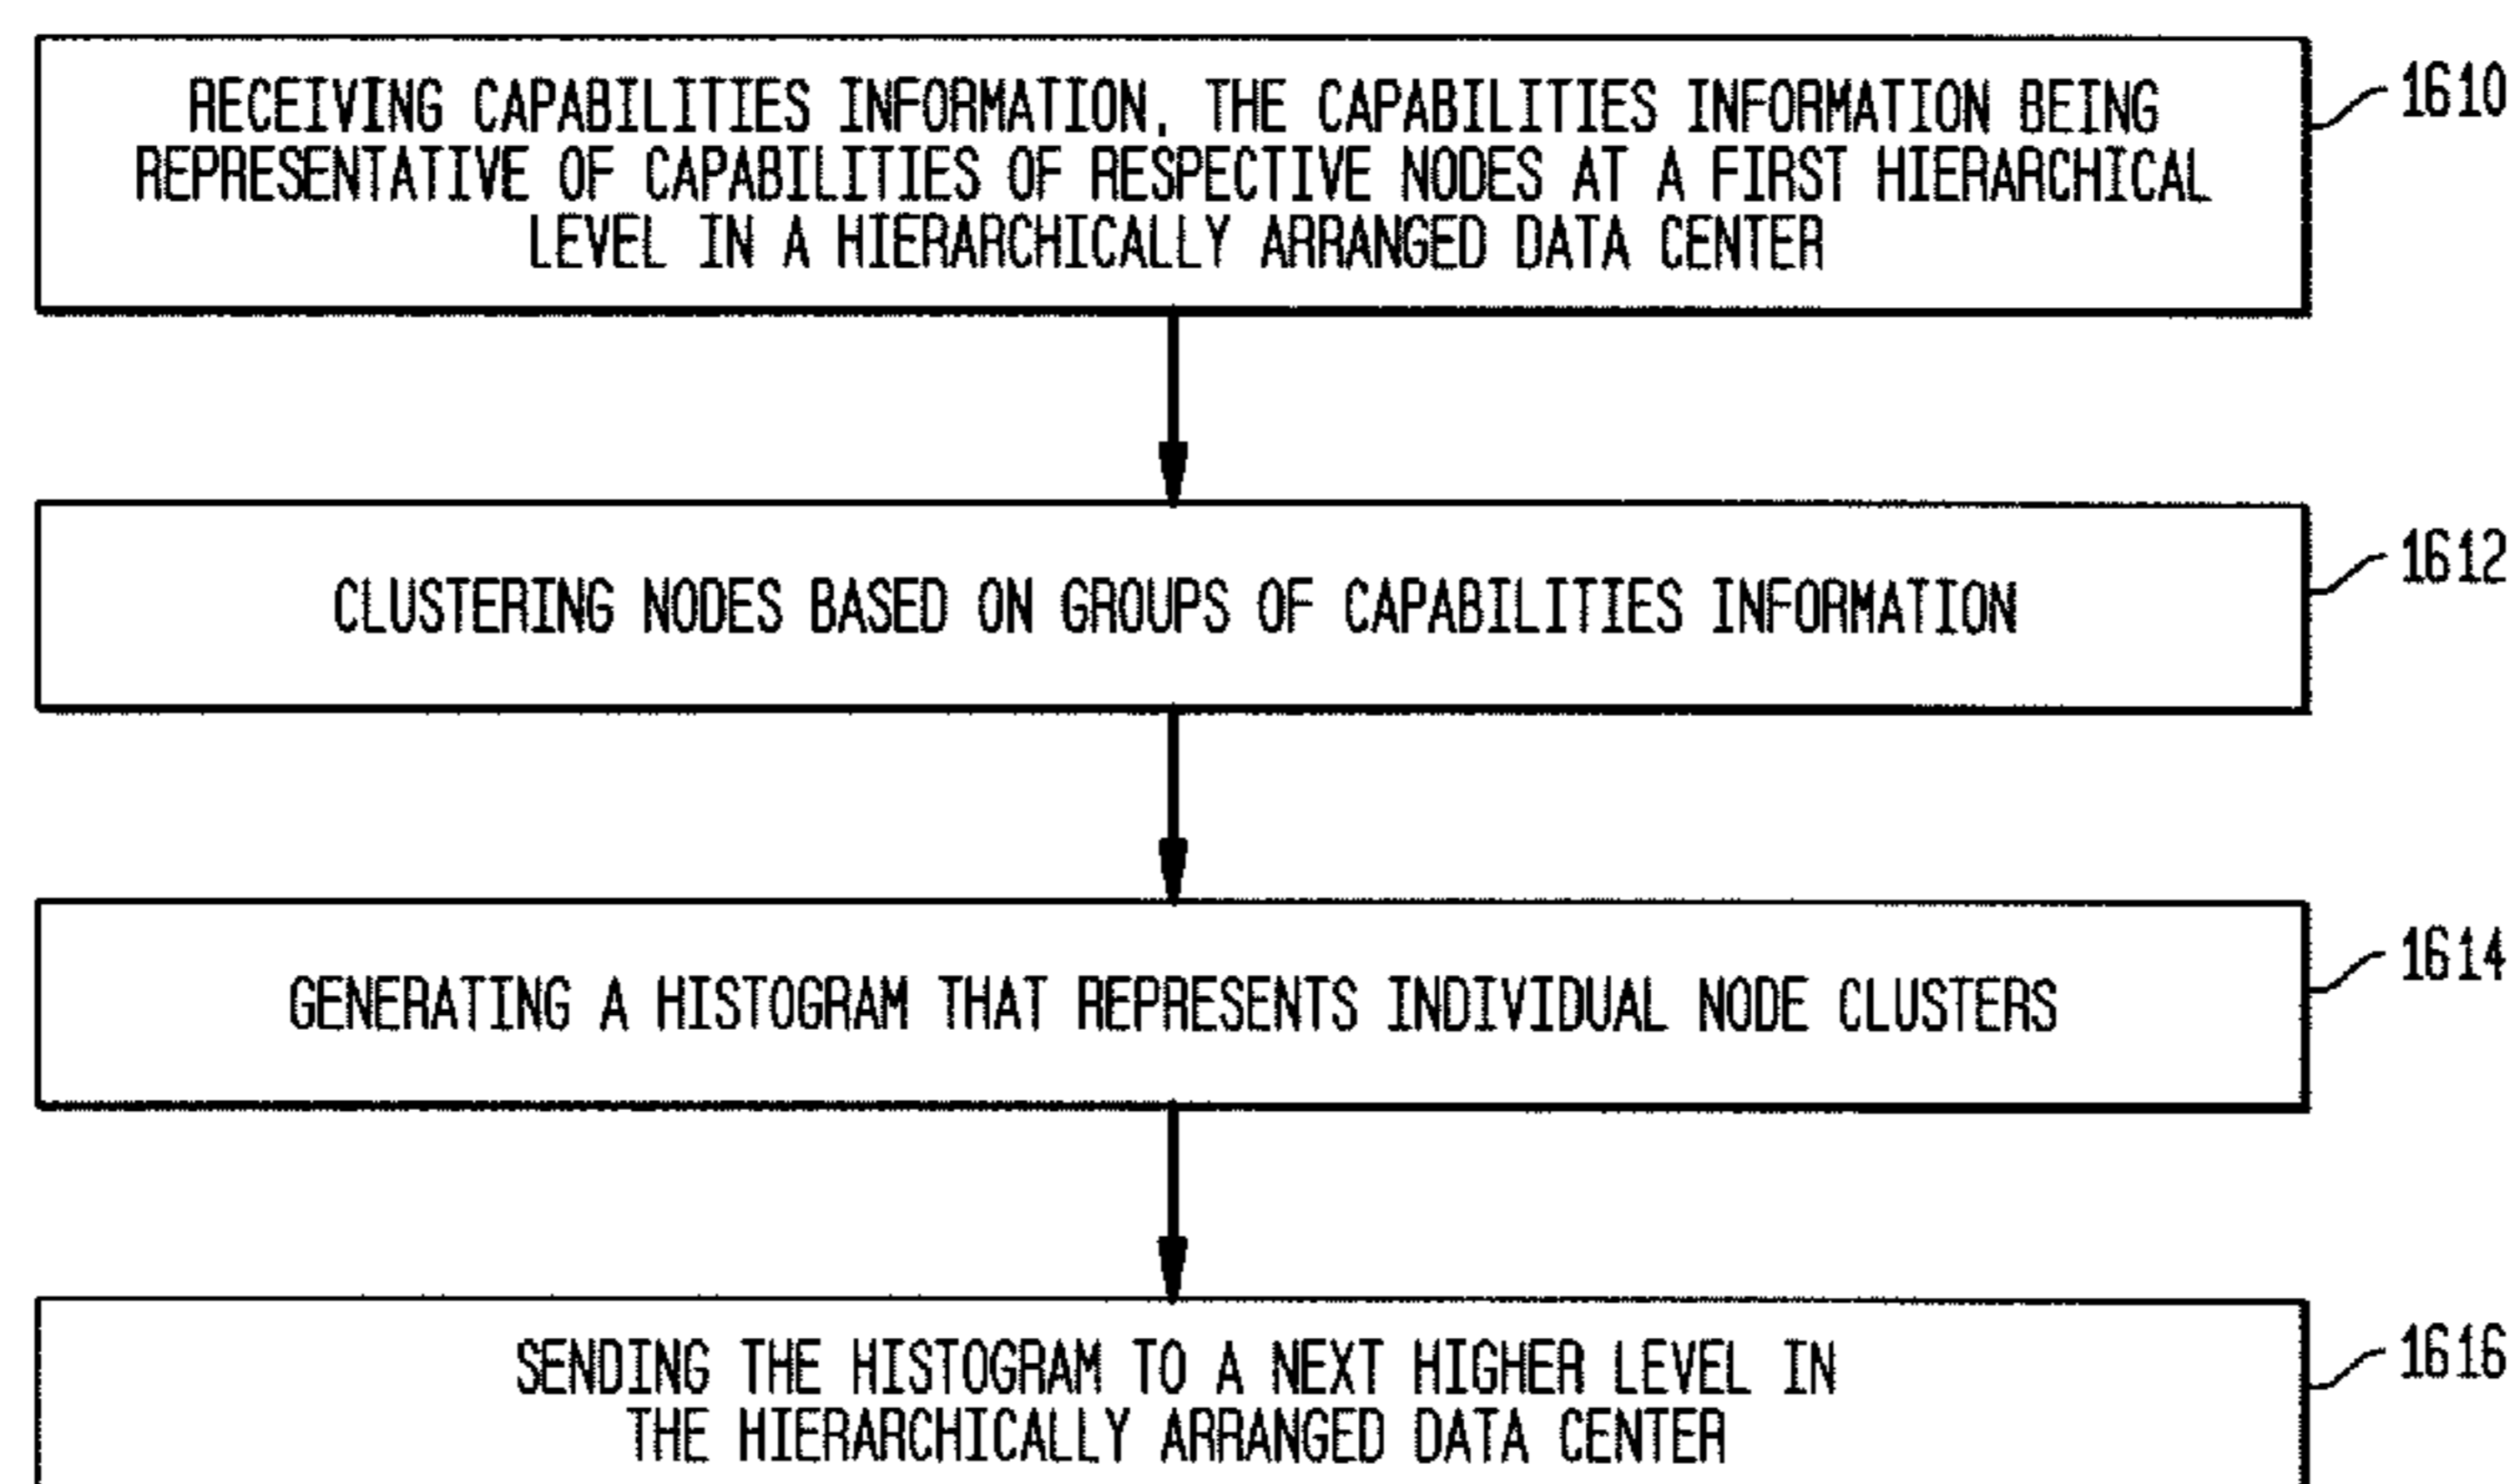 RECEIVING CAPABILITIES INFORMATION, THE CAPABILITIES INFORMATION BEING
REPRESENTATIVE OF CAPABILITIES OF RESPECTIVE NODES AT A FIRST HIERARCHICAL
LEVEL IN A HIERARCHICALLY ARRANGED DATA CENTER
1610
CLUSTERING NODES BASED ON GROUPS OF CAPABILITIES INFORMATION
1612
GENERATING A HISTOGRAM THAT REPRESENTS INDIVIDUAL NODE CLUSTERS
1614
SENDING THE HISTOGRAM TO A NEXT HIGHER LEVEL IN
THE HIERARCHICALLY ARRANGED DATA CENTER
1616